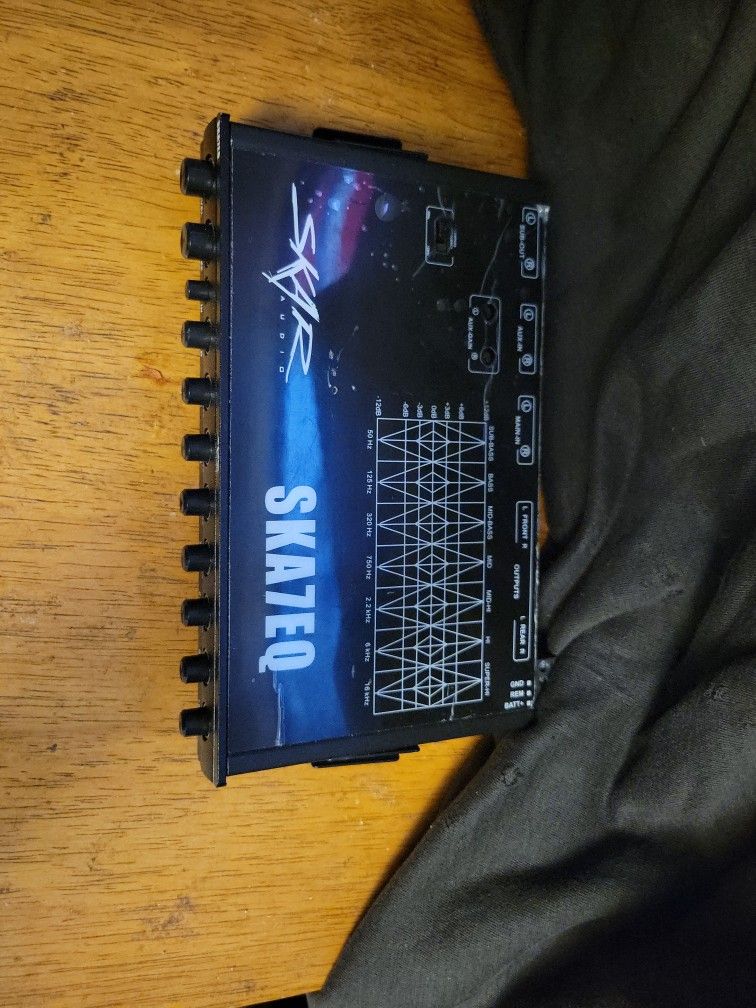 L SUB-OUT R
L AUX-IN R
L MAIN-IN R
L FRONT R OUTPUTS L REAR R
GND
REM
BATT+
L AUX-GAIN R
SUB-BASS BASS MID-BASS MID MID-HI HI SUPER-HI
+12dB
+6dB
+3dB
0dB
-3dB
-6dB
-12dB
50 Hz 125 Hz 320 Hz 750 Hz 2.2 kHz 6 kHz 16 kHz
SKAR
AUDIO
SKA7EQ